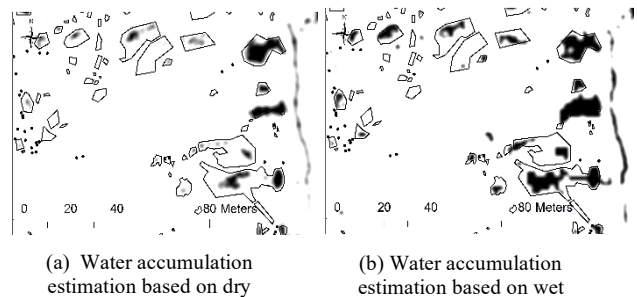 N
N
0 20 40 80 Meters
0 20 40 80 Meters
(a) Water accumulation
estimation based on dry
(b) Water accumulation
estimation based on wet